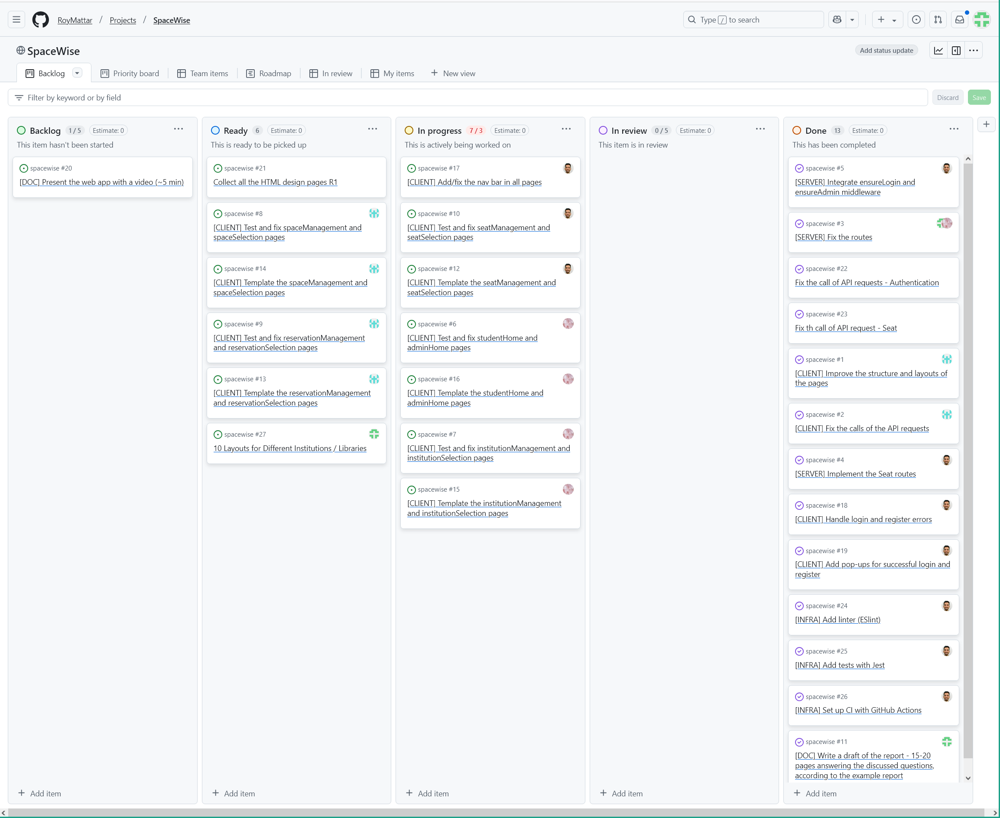 RoyMattar / Projects / SpaceWise
Type / to search
SpaceWise
Add status update
Backlog
Priority board
Team items
Roadmap
In review
My items
New view
Filter by keyword or by field
Discard
Save
Backlog 1 / 5 Estimate: 0
This item hasn't been started
spacewise #20
[DOC] Present the web app with a video (~5 min)
Add item
Ready 6 Estimate: 0
This is ready to be picked up
spacewise #21
Collect all the HTML design pages R1
spacewise #8
[CLIENT] Test and fix spaceManagement and
spaceSelection pages
spacewise #14
[CLIENT] Template the spaceManagement and
spaceSelection pages
spacewise #9
[CLIENT] Test and fix reservationManagement
and reservationSelection pages
spacewise #13
[CLIENT] Template the reservationManagement
and reservationSelection pages
spacewise #27
10 Layouts for Different Institutions / Libraries
Add item
In progress 7 / 3 Estimate: 0
This is actively being worked on
spacewise #17
[CLIENT] Add/fix the nav bar in all pages
spacewise #10
[CLIENT] Test and fix seatManagement and
seatSelection pages
spacewise #12
[CLIENT] Template the seatManagement and
seatSelection pages
spacewise #6
[CLIENT] Test and fix studentHome and
adminHome pages
spacewise #16
[CLIENT] Template the studentHome and
adminHome pages
spacewise #7
[CLIENT] Test and fix institutionManagement and
institutionSelection pages
spacewise #15
[CLIENT] Template the institutionManagement
and institutionSelection pages
Add item
In review 0 / 5 Estimate: 0
This item is in review
Add item
Done 13 Estimate: 0
This has been completed
spacewise #5
[SERVER] Integrate ensureLogin and
ensureAdmin middleware
spacewise #3
[SERVER] Fix the routes
spacewise #22
Fix the call of API requests - Authentication
spacewise #23
Fix th call of API request - Seat
spacewise #1
[CLIENT] Improve the structure and layouts of
the pages
spacewise #2
[CLIENT] Fix the calls of the API requests
spacewise #4
[SERVER] Implement the Seat routes
spacewise #18
[CLIENT] Handle login and register errors
spacewise #19
[CLIENT] Add pop-ups for successful login and
register
spacewise #24
[INFRA] Add linter (ESlint)
spacewise #25
[INFRA] Add tests with Jest
spacewise #26
[INFRA] Set up CI with GitHub Actions
spacewise #11
[DOC] Write a draft of the report - 15-20
pages answering the discussed questions,
according to the example report
Add item